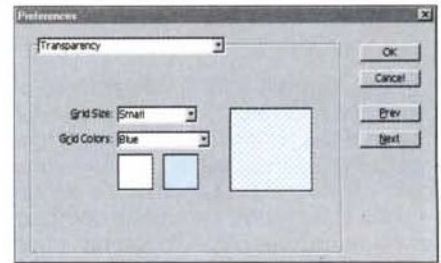 Preferences
Transparency
OK
Cancel
Prev
Next
Grid Size: Small
Grid Colors: Blue